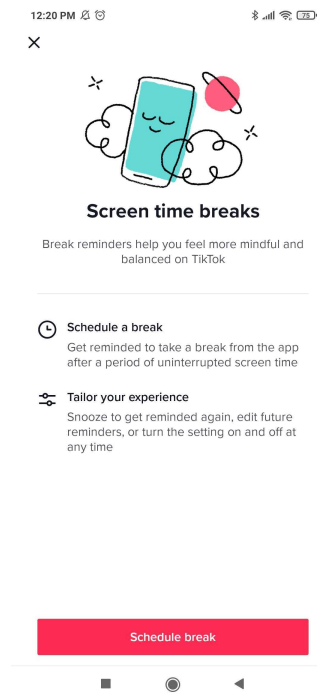 12:20 PM
75
Screen time breaks
Break reminders help you feel more mindful and
balanced on TikTok
Schedule a break
Get reminded to take a break from the app
after a period of uninterrupted screen time
Tailor your experience
Snooze to get reminded again, edit future
reminders, or turn the setting on and off at
any time
Schedule break